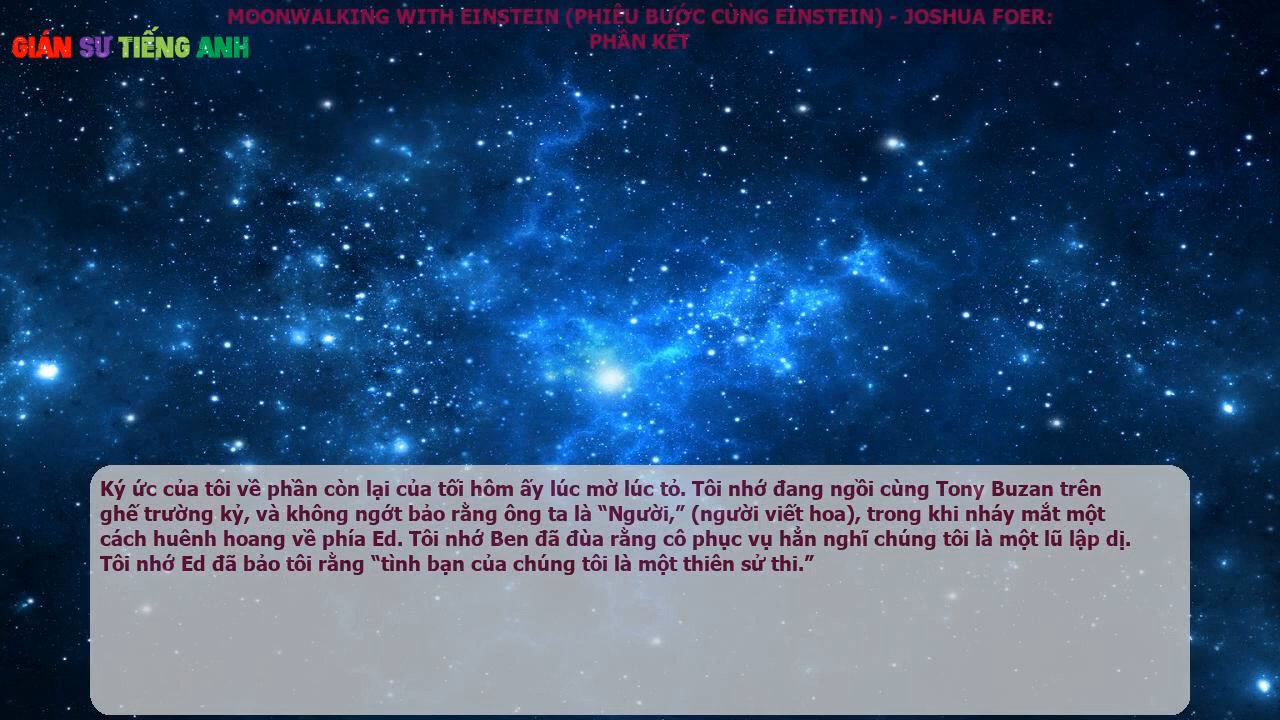 MOONWALKING WITH EINSTEIN (PHIÊU BƯỚC CÙNG EINSTEIN) - JOSHUA FOER:
PHẦN KẾT
GIÁN SƯ TIẾNG ANH
Ký ức của tôi về phần còn lại của tối hôm ấy lúc mờ lúc tỏ. Tôi nhớ đang ngồi cùng Tony Buzan trên
ghế trường kỷ, và không ngớt bảo rằng ông ta là “Người,” (người viết hoa), trong khi nháy mắt một
cách huênh hoang về phía Ed. Tôi nhớ Ben đã đùa rằng cô phục vụ hẳn nghĩ chúng tôi là một lũ lập dị.
Tôi nhớ Ed đã bảo tôi rằng “tình bạn của chúng tôi là một thiên sử thi.”